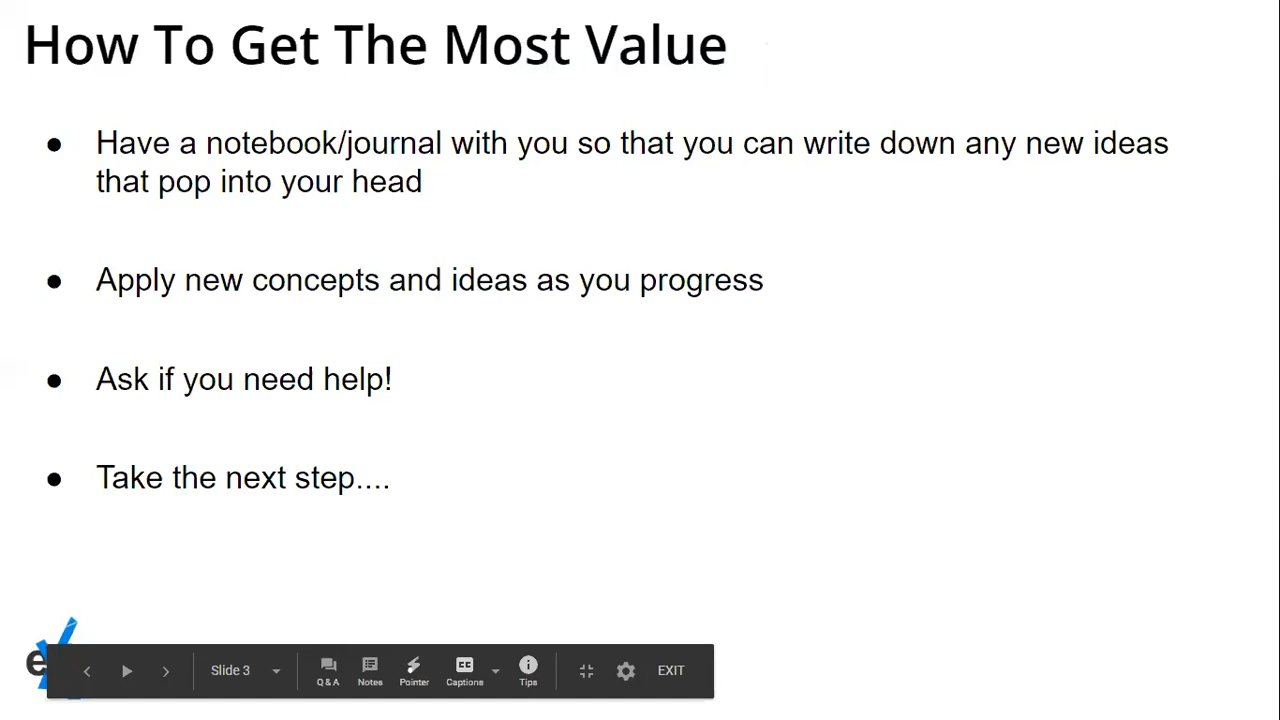 How To Get The Most Value
● Have a notebook/journal with you so that you can write down any new ideas
that pop into your head
● Apply new concepts and ideas as you progress
● Ask if you need help!
● Take the next step....
e
Slide 3
Q & A
Notes
Pointer
CC
Captions
Tips
EXIT